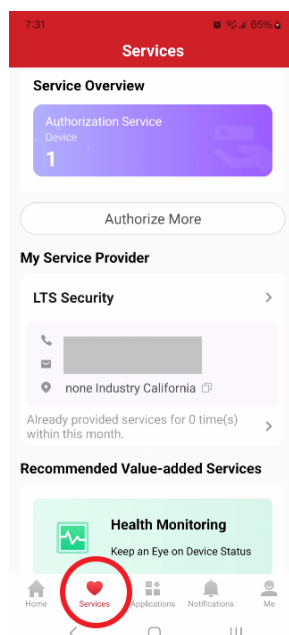 7:31
65%
Services
Service Overview
Authorization Service
Device
1
Authorize More
My Service Provider
LTS Security
none Industry California
Already provided services for 0 time(s)
within this month.
Recommended Value-added Services
Health Monitoring
Keep an Eye on Device Status
Home
Services
Applications
Notifications
Me